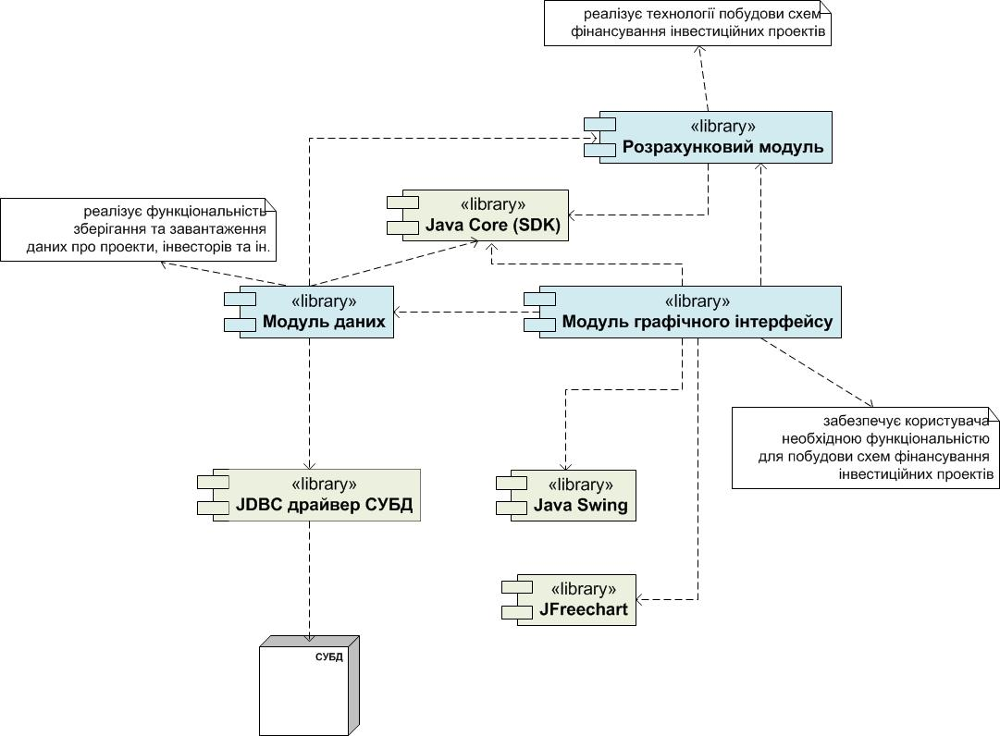 реалізує технології побудови схем
фінансування інвестиційних проектів
«library»
Розрахунковий модуль
«library»
Java Core (SDK)
реалізує функціональність
зберігання та завантаження
даних про проекти, інвесторів та ін.
«library»
Модуль даних
«library»
Модуль графічного інтерфейсу
забезпечує користувача
необхідною функціональністю
для побудови схем фінансування
інвестиційних проектів
«library»
JDBC драйвер СУБД
«library»
Java Swing
«library»
JFreechart
СУБД